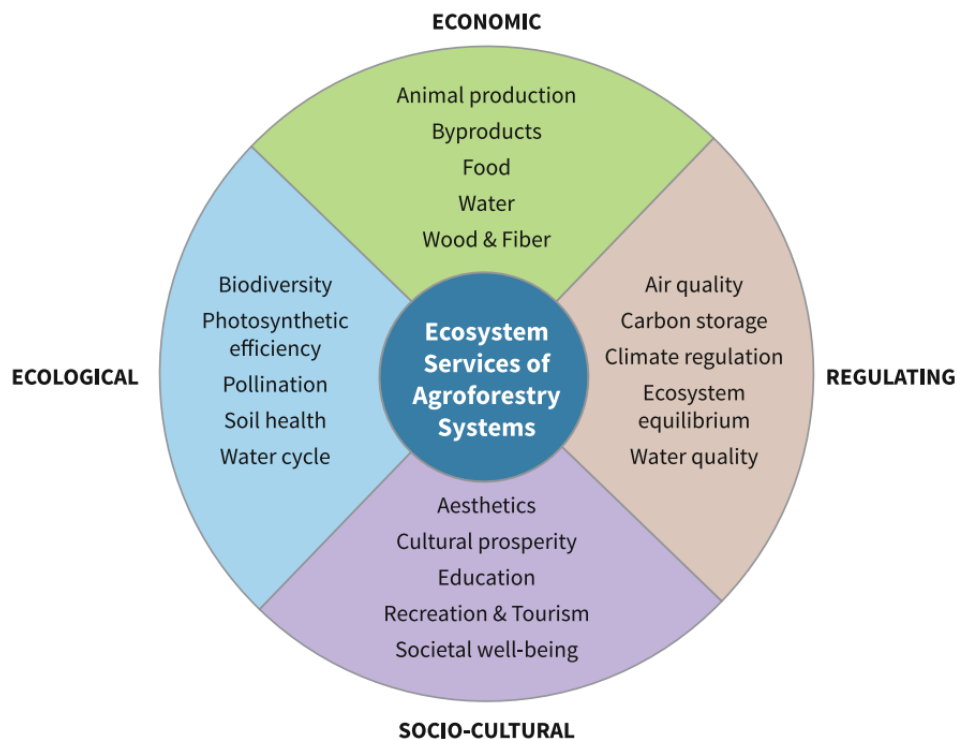 ECONOMIC
Animal production
Byproducts
Food
Water
Wood & Fiber
ECOLOGICAL
Biodiversity
Photosynthetic
efficiency
Pollination
Soil health
Water cycle
Ecosystem
Services of
Agroforestry
Systems
Air quality
Carbon storage
Climate regulation
Ecosystem
equilibrium
Water quality
REGULATING
Aesthetics
Cultural prosperity
Education
Recreation & Tourism
Societal well-being
SOCIO-CULTURAL